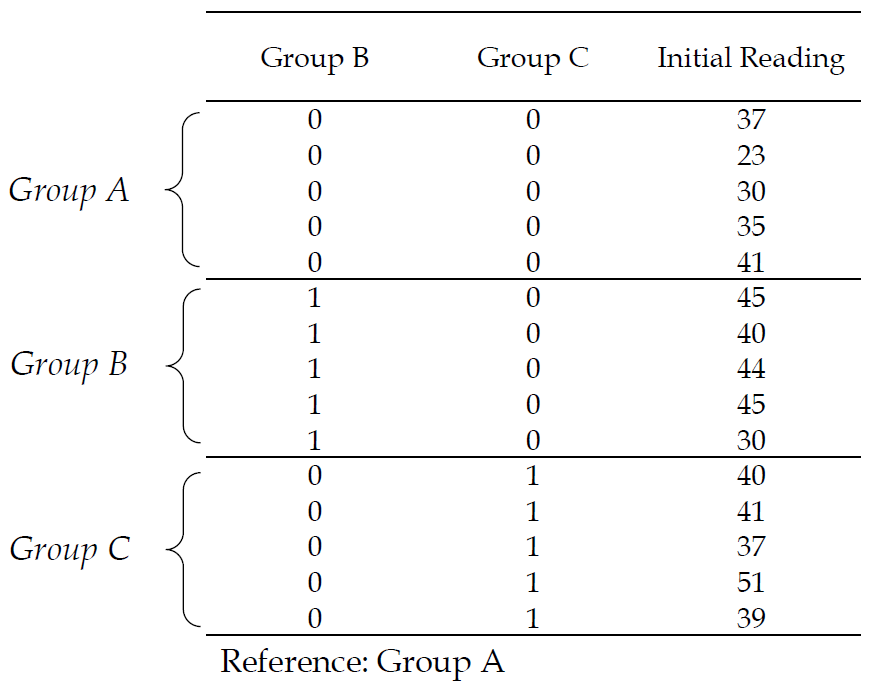 Group B Group C Initial Reading
0 0 37
0 0 23
Group A 0 0 30
0 0 35
0 0 41
1 0 45
1 0 40
Group B 1 0 44
1 0 45
1 0 30
0 1 40
0 1 41
Group C 0 1 37
0 1 51
0 1 39
Reference: Group A